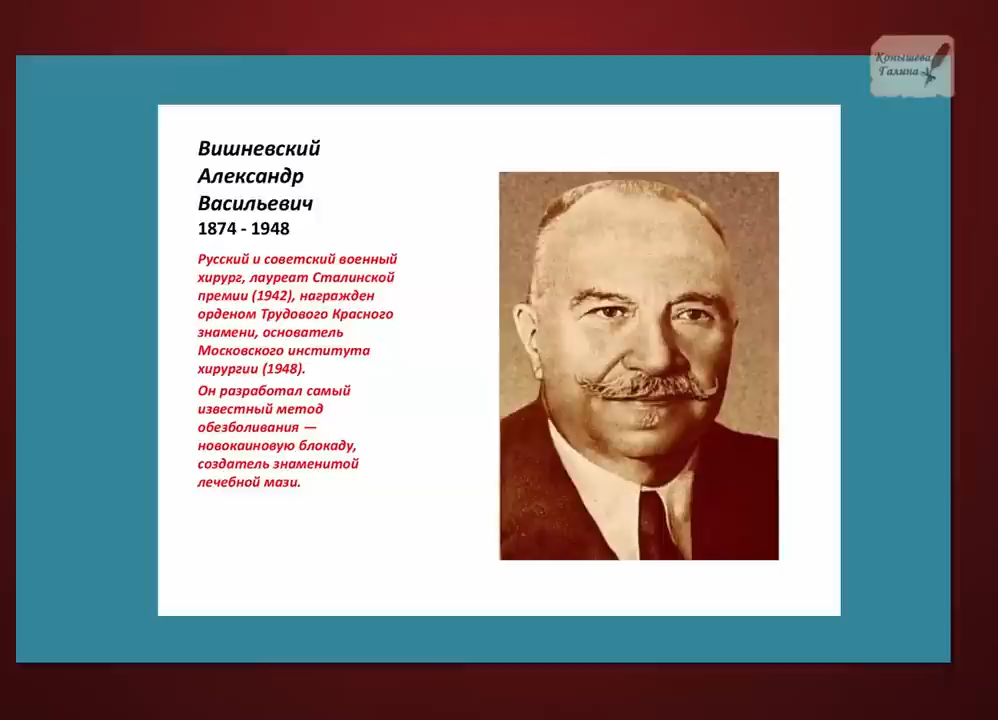 Конышева
Галина
Вишневский
Александр
Васильевич
1874 - 1948
Русский и советский военный
хирург, лауреат Сталинской
премии (1942), награжден
орденом Трудового Красного
знамени, основатель
Московского института
хирургии (1948).
Он разработал самый
известный метод
обезболивания —
новокаиновую блокаду,
создатель знаменитой
лечебной мази.